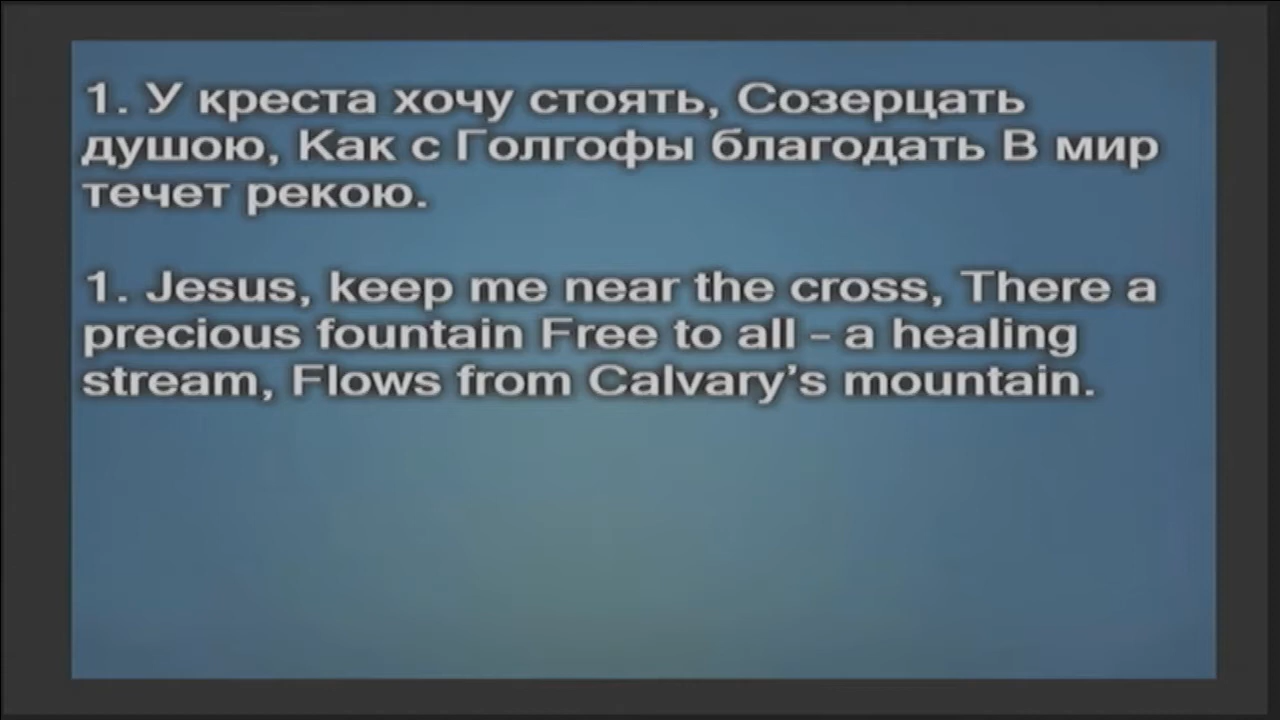 1. У креста хочу стоять, Созерцать
душою, Как с Голгофы благодать В мир
течет рекою.
1. Jesus, keep me near the cross, There a
precious fountain Free to all – a healing
stream, Flows from Calvary’s mountain.